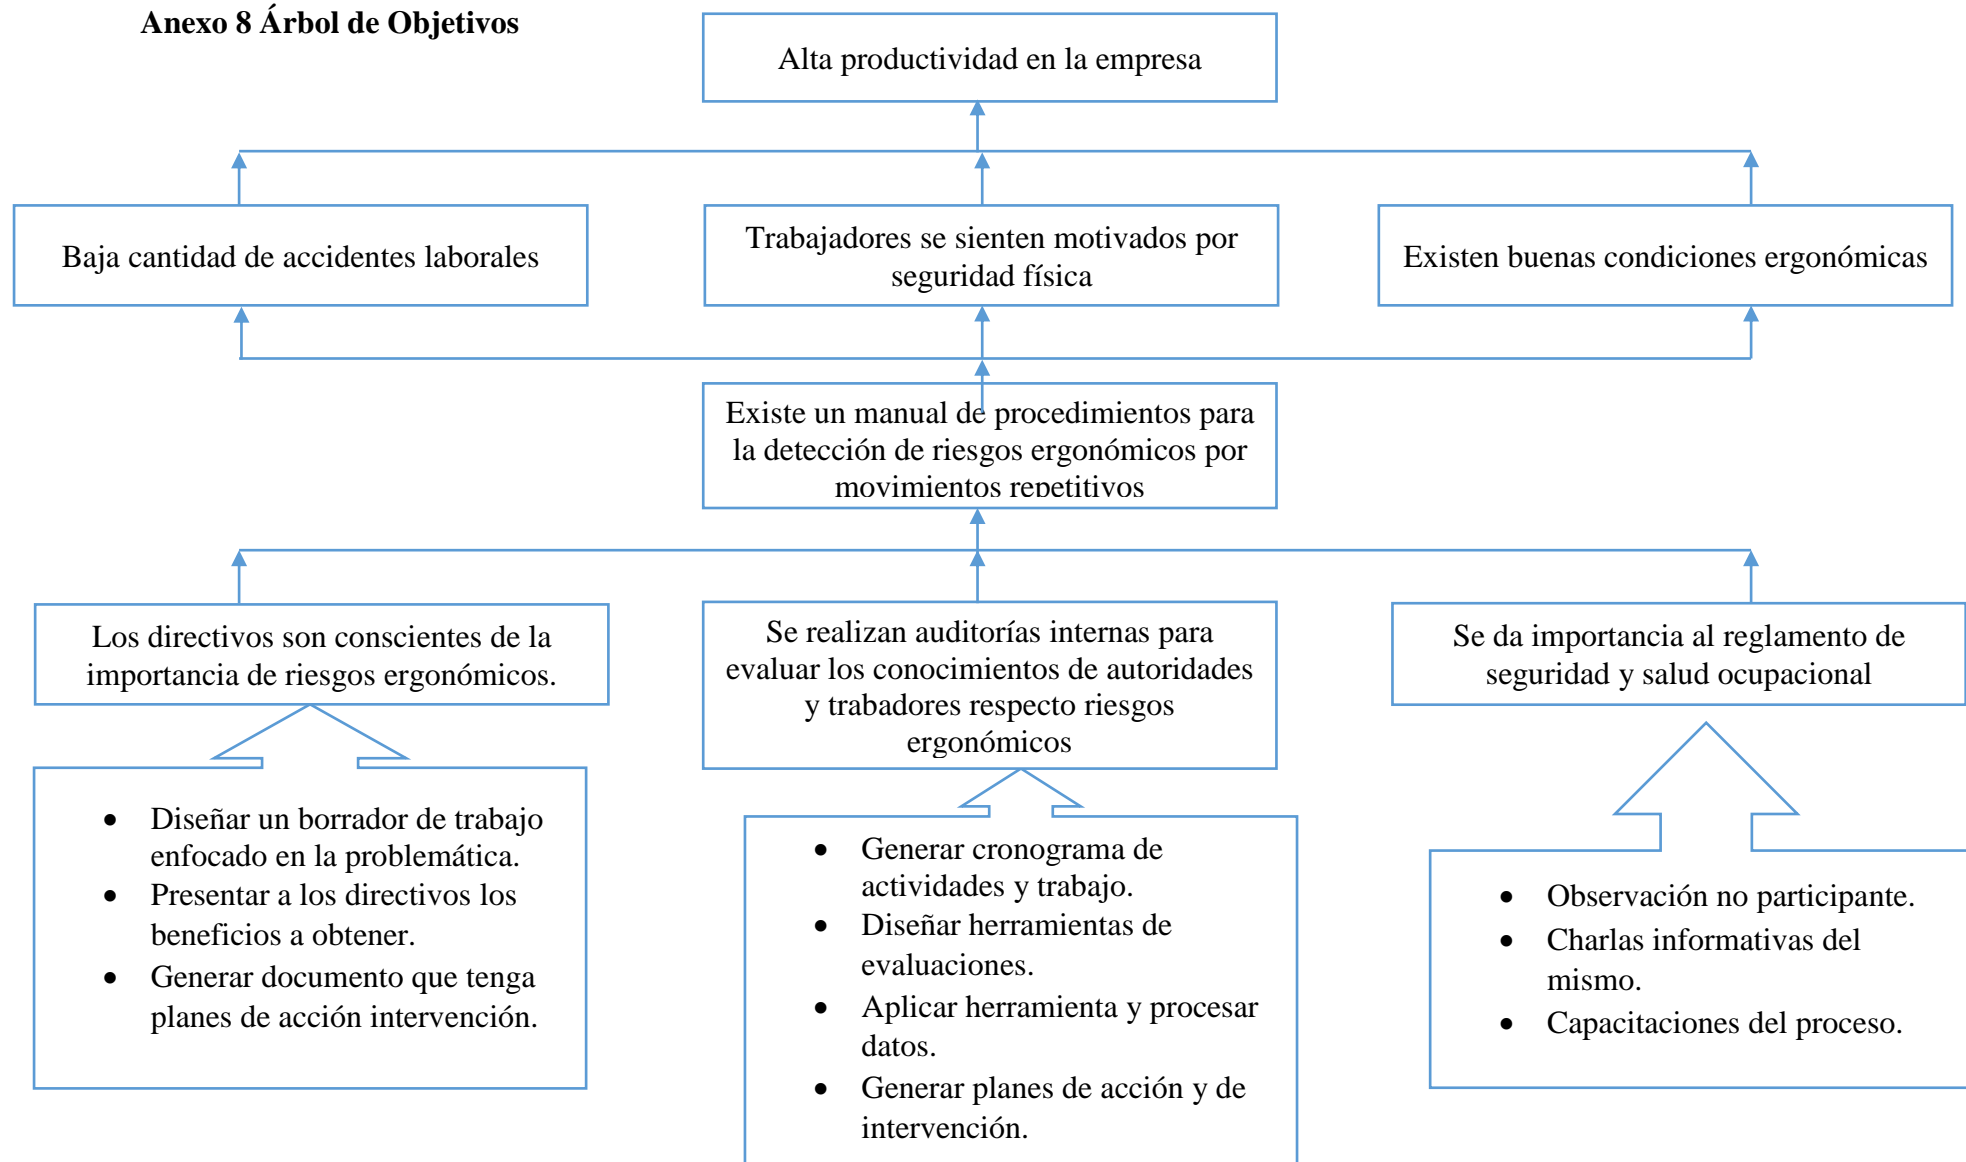 Anexo 8 Árbol de Objetivos
Alta productividad en la empresa
Baja cantidad de accidentes laborales
Trabajadores se sienten motivados por
seguridad física
Existen buenas condiciones ergonómicas
Existe un manual de procedimientos para
la detección de riesgos ergonómicos por
movimientos repetitivos
Los directivos son conscientes de la
importancia de riesgos ergonómicos.
Se realizan auditorías internas para
evaluar los conocimientos de autoridades
y trabadores respecto riesgos
ergonómicos
Se da importancia al reglamento de
seguridad y salud ocupacional
• Diseñar un borrador de trabajo
enfocado en la problemática.
• Presentar a los directivos los
beneficios a obtener.
• Generar documento que tenga
planes de acción intervención.
• Generar cronograma de
actividades y trabajo.
• Diseñar herramientas de
evaluaciones.
• Aplicar herramienta y procesar
datos.
• Generar planes de acción y de
intervención.
• Observación no participante.
• Charlas informativas del
mismo.
• Capacitaciones del proceso.